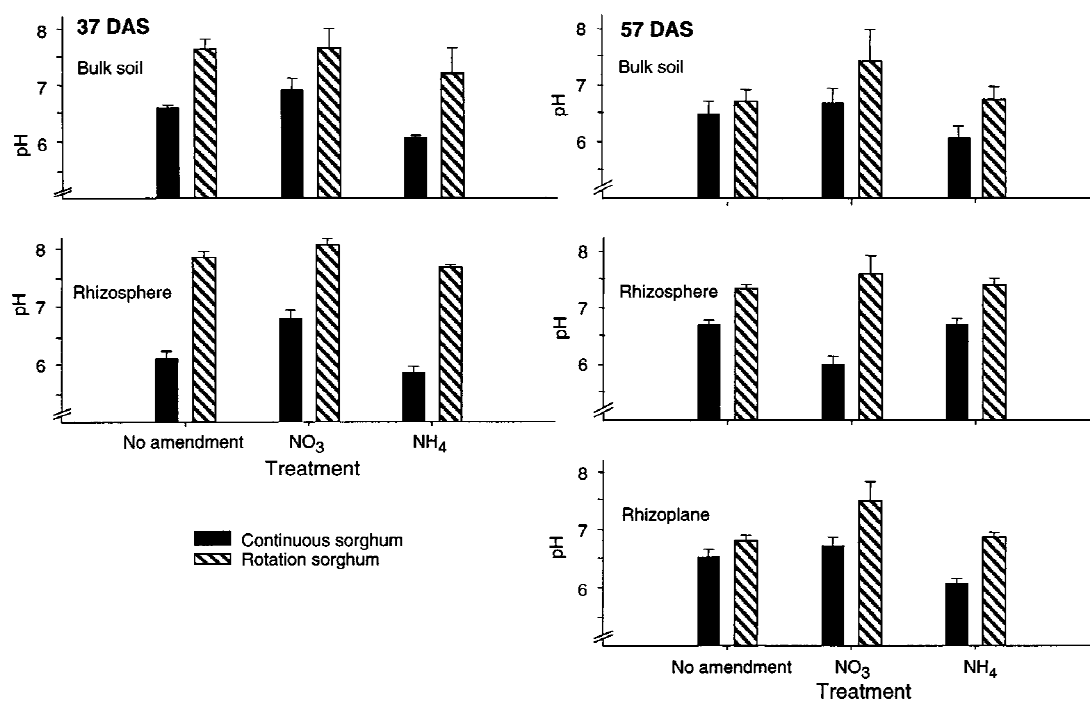 37 DAS
Bulk soil
pH
8
7
6
Rhizosphere
pH
8
7
6
No amendment NO3 NH4
Treatment
Continuous sorghum
Rotation sorghum
57 DAS
Bulk soil
pH
8
7
6
Rhizosphere
pH
8
7
6
Rhizoplane
pH
8
7
6
No amendment NO3 NH4
Treatment